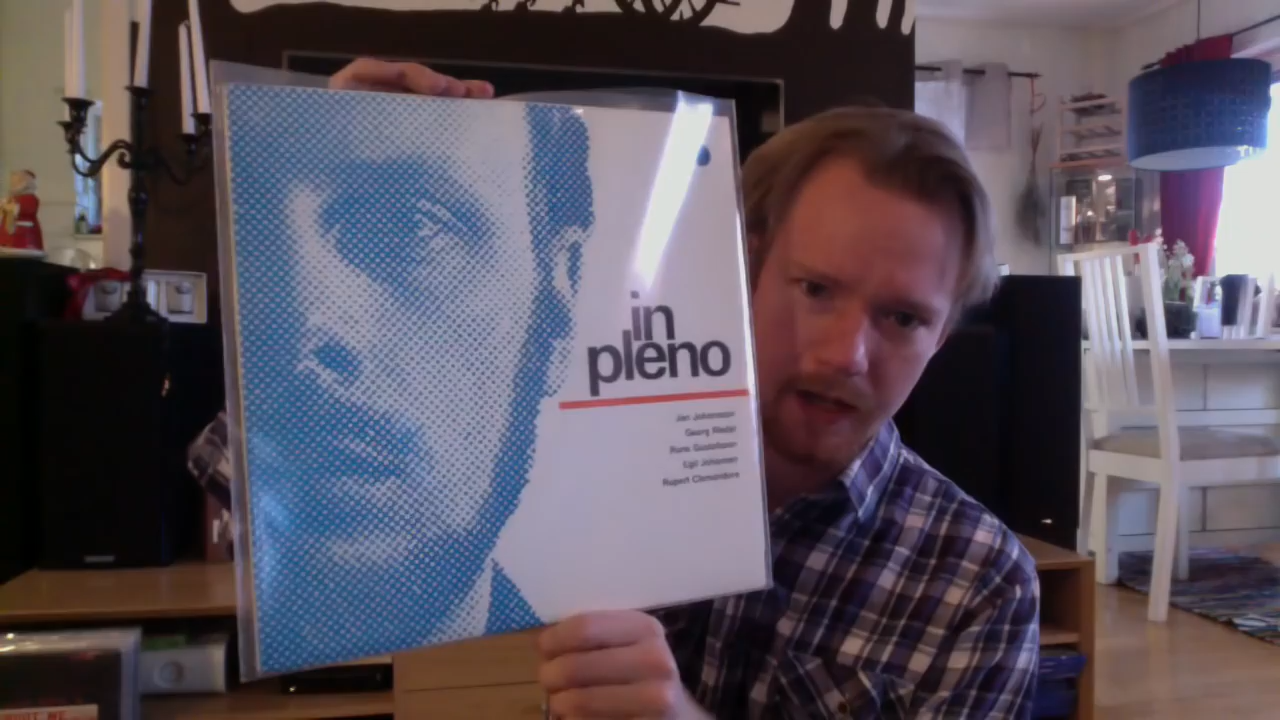 in
pleno
Jan Johansson
Georg Riedel
Rune Gustafsson
Egil Johansen
Rupert Clemendore